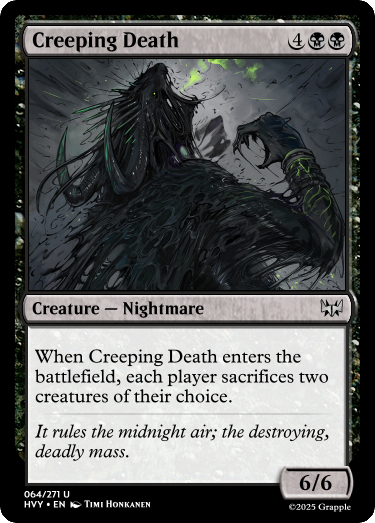 Creeping Death 4
Creature — Nightmare
When Creeping Death enters the
battlefield, each player sacrifices two
creatures of their choice.
It rules the midnight air; the destroying,
deadly mass.
6/6
064/271 U
HVY • EN Timi Honkanen
©2025 Grapple